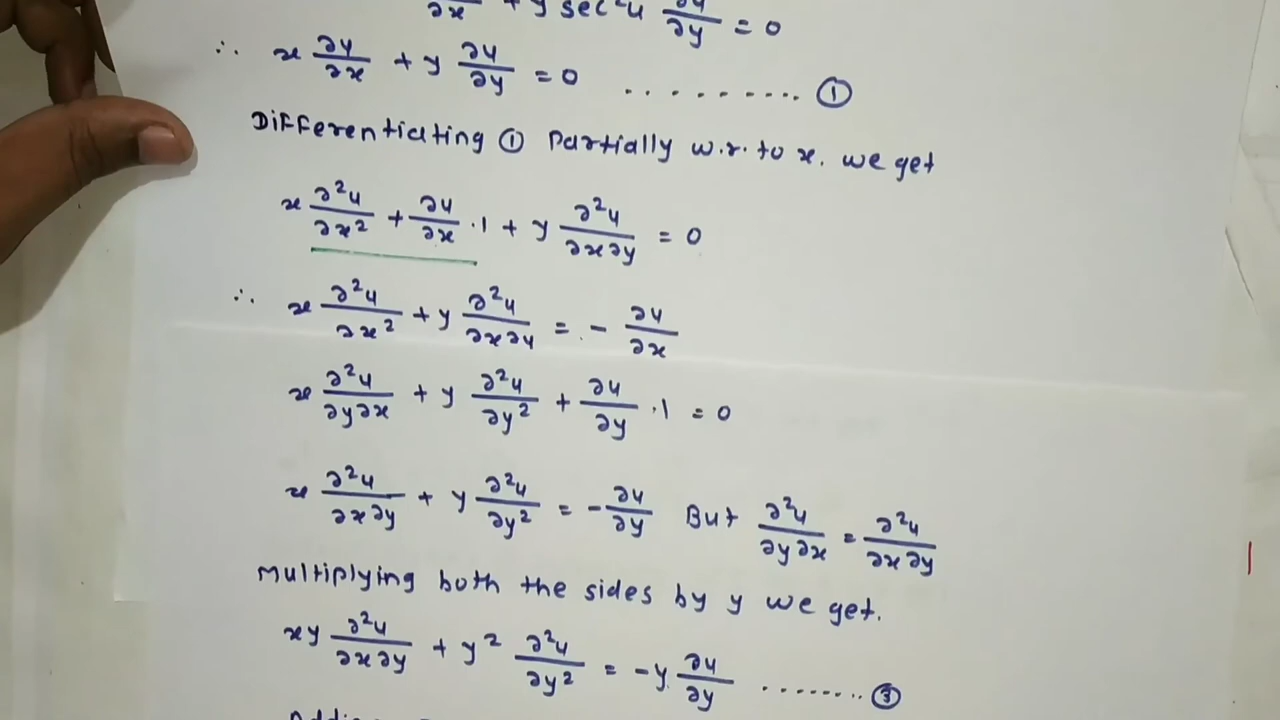 ∂x + y sec²u ∂u/∂y = 0
∴ x ∂u/∂x + y ∂u/∂y = 0 .......... ①
Differentiating ① Partially w.r.to x. we get
x ∂²u/∂x² + ∂u/∂x .1 + y ∂²u/∂x∂y = 0
∴ x ∂²u/∂x² + y ∂²u/∂x∂y = - ∂u/∂x
x ∂²u/∂y∂x + y ∂²u/∂y² + ∂u/∂y .1 = 0
x ∂²u/∂x∂y + y ∂²u/∂y² = - ∂u/∂y But ∂²u/∂y∂x = ∂²u/∂x∂y
Multiplying both the sides by y we get.
xy ∂²u/∂x∂y + y² ∂²u/∂y² = -y ∂u/∂y ........ ③